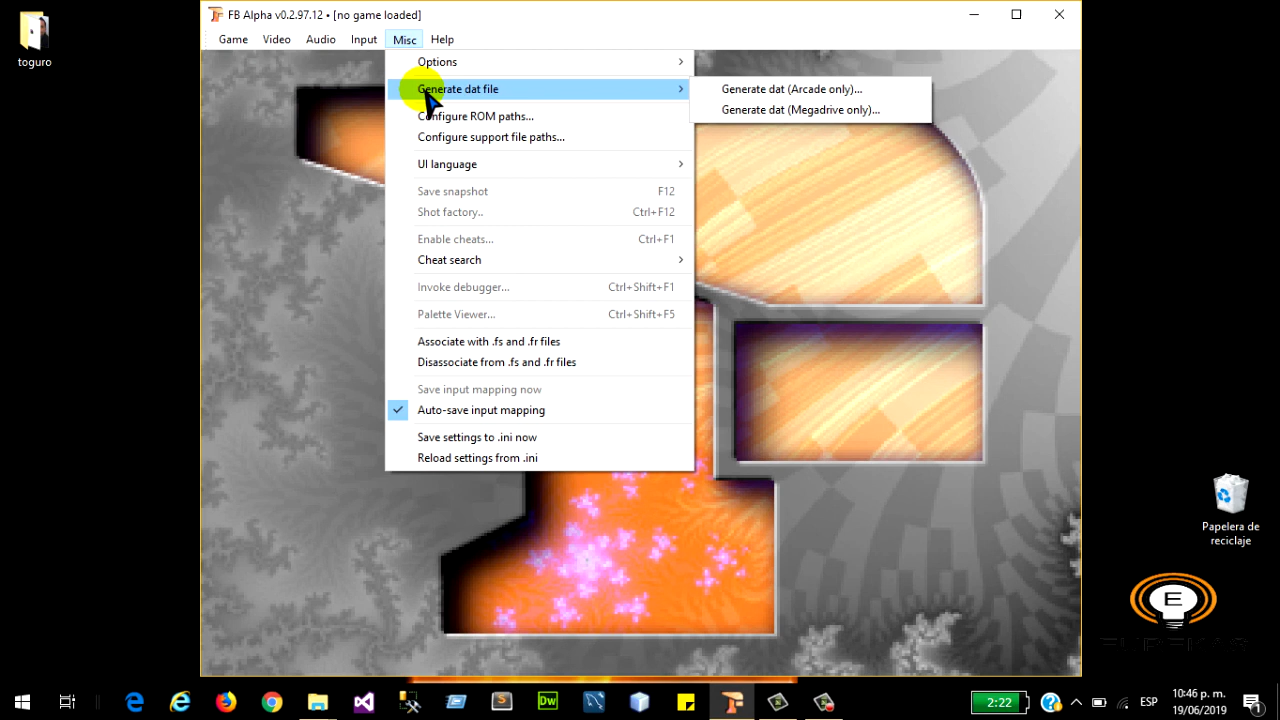 FB Alpha v0.2.97.12 • [no game loaded]
toguro
Game Video Audio Input Misc Help
Options
Generate dat file
Generate dat (Arcade only)...
Generate dat (Megadrive only)...
Configure ROM paths...
Configure support file paths...
UI language
Save snapshot F12
Shot factory.. Ctrl+F12
Enable cheats... Ctrl+F1
Cheat search
Invoke debugger... Ctrl+Shift+F1
Palette Viewer... Ctrl+Shift+F5
Associate with .fs and .fr files
Disassociate from .fs and .fr files
Save input mapping now
Auto-save input mapping
Save settings to .ini now
Reload settings from .ini
Papelera de
reciclaje
E
Dw
2:22
ESP
10:46 p. m.
19/06/2019
1